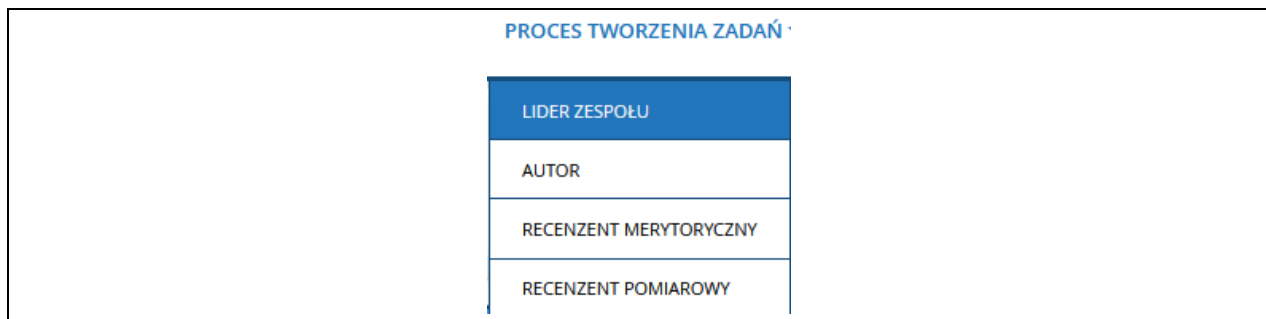 PROCES TWORZENIA ZADAŃ
LIDER ZESPOŁU
AUTOR
RECENZENT MERYTORYCZNY
RECENZENT POMIAROWY